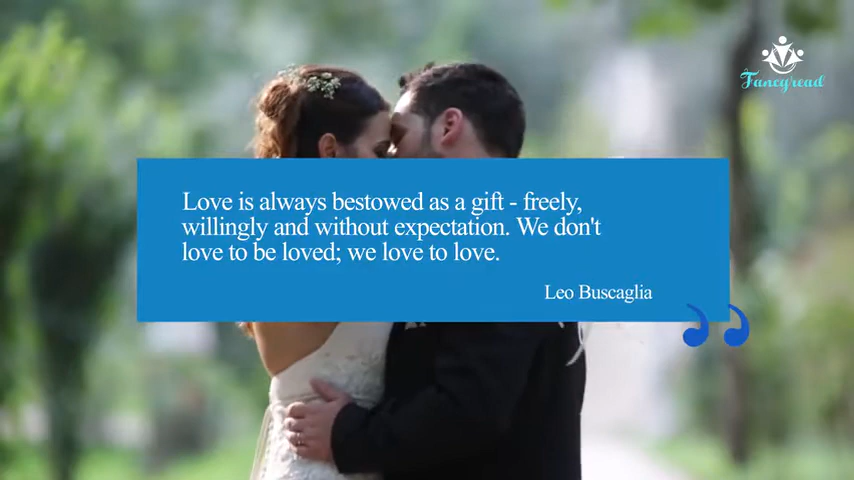 Fancyread
Love is always bestowed as a gift - freely,
willingly and without expectation. We don't
love to be loved; we love to love.
Leo Buscaglia
”